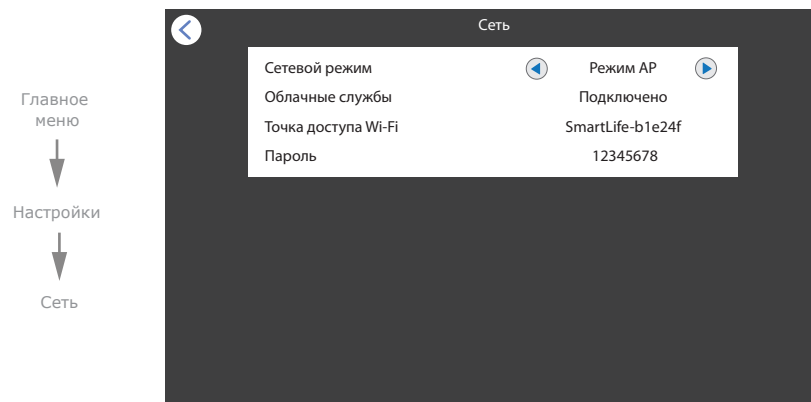 Главное
меню
Настройки
Сеть
Сеть
Сетевой режим Режим AP
Облачные службы Подключено
Точка доступа Wi-Fi SmartLife-b1e24f
Пароль 12345678